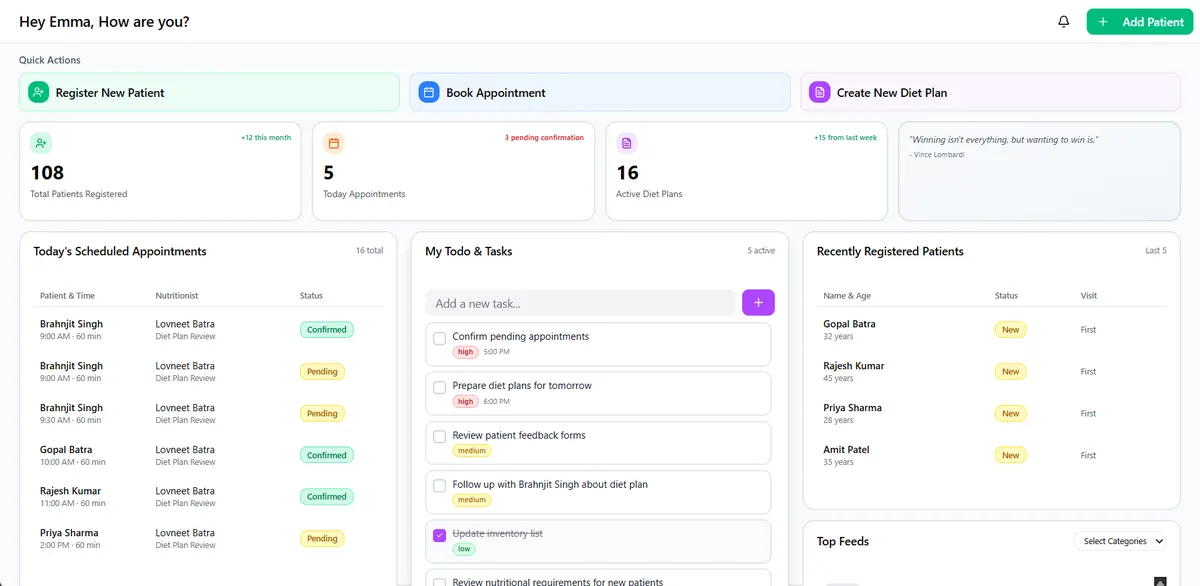 Hey Emma, How are you?
Add Patient
Quick Actions
Register New Patient
Book Appointment
Create New Diet Plan
+12 this month
108
Total Patients Registered
3 pending confirmation
5
Today Appointments
+15 from last week
16
Active Diet Plans
"Winning isn't everything, but wanting to win is."
- Vince Lombardi
Today's Scheduled Appointments
16 total
Patient & Time Nutritionist Status
Brahnjit Singh Lovneet Batra Confirmed
9:00 AM · 60 min Diet Plan Review
Brahnjit Singh Lovneet Batra Pending
9:00 AM · 60 min Diet Plan Review
Brahnjit Singh Lovneet Batra Pending
9:30 AM · 60 min Diet Plan Review
Gopal Batra Lovneet Batra Confirmed
10:00 AM · 60 min Diet Plan Review
Rajesh Kumar Lovneet Batra Confirmed
11:00 AM · 60 min Diet Plan Review
Priya Sharma Lovneet Batra Pending
2:00 PM · 60 min Diet Plan Review
My Todo & Tasks
5 active
Add a new task...
Confirm pending appointments
high 5:00 PM
Prepare diet plans for tomorrow
high 6:00 PM
Review patient feedback forms
medium
Follow up with Brahnjit Singh about diet plan
medium
Update inventory list
low
Review nutritional requirements for new patients
Recently Registered Patients
Last 5
Name & Age Status Visit
Gopal Batra New First
32 years
Rajesh Kumar New First
45 years
Priya Sharma New First
28 years
Amit Patel New First
35 years
Top Feeds
Select Categories